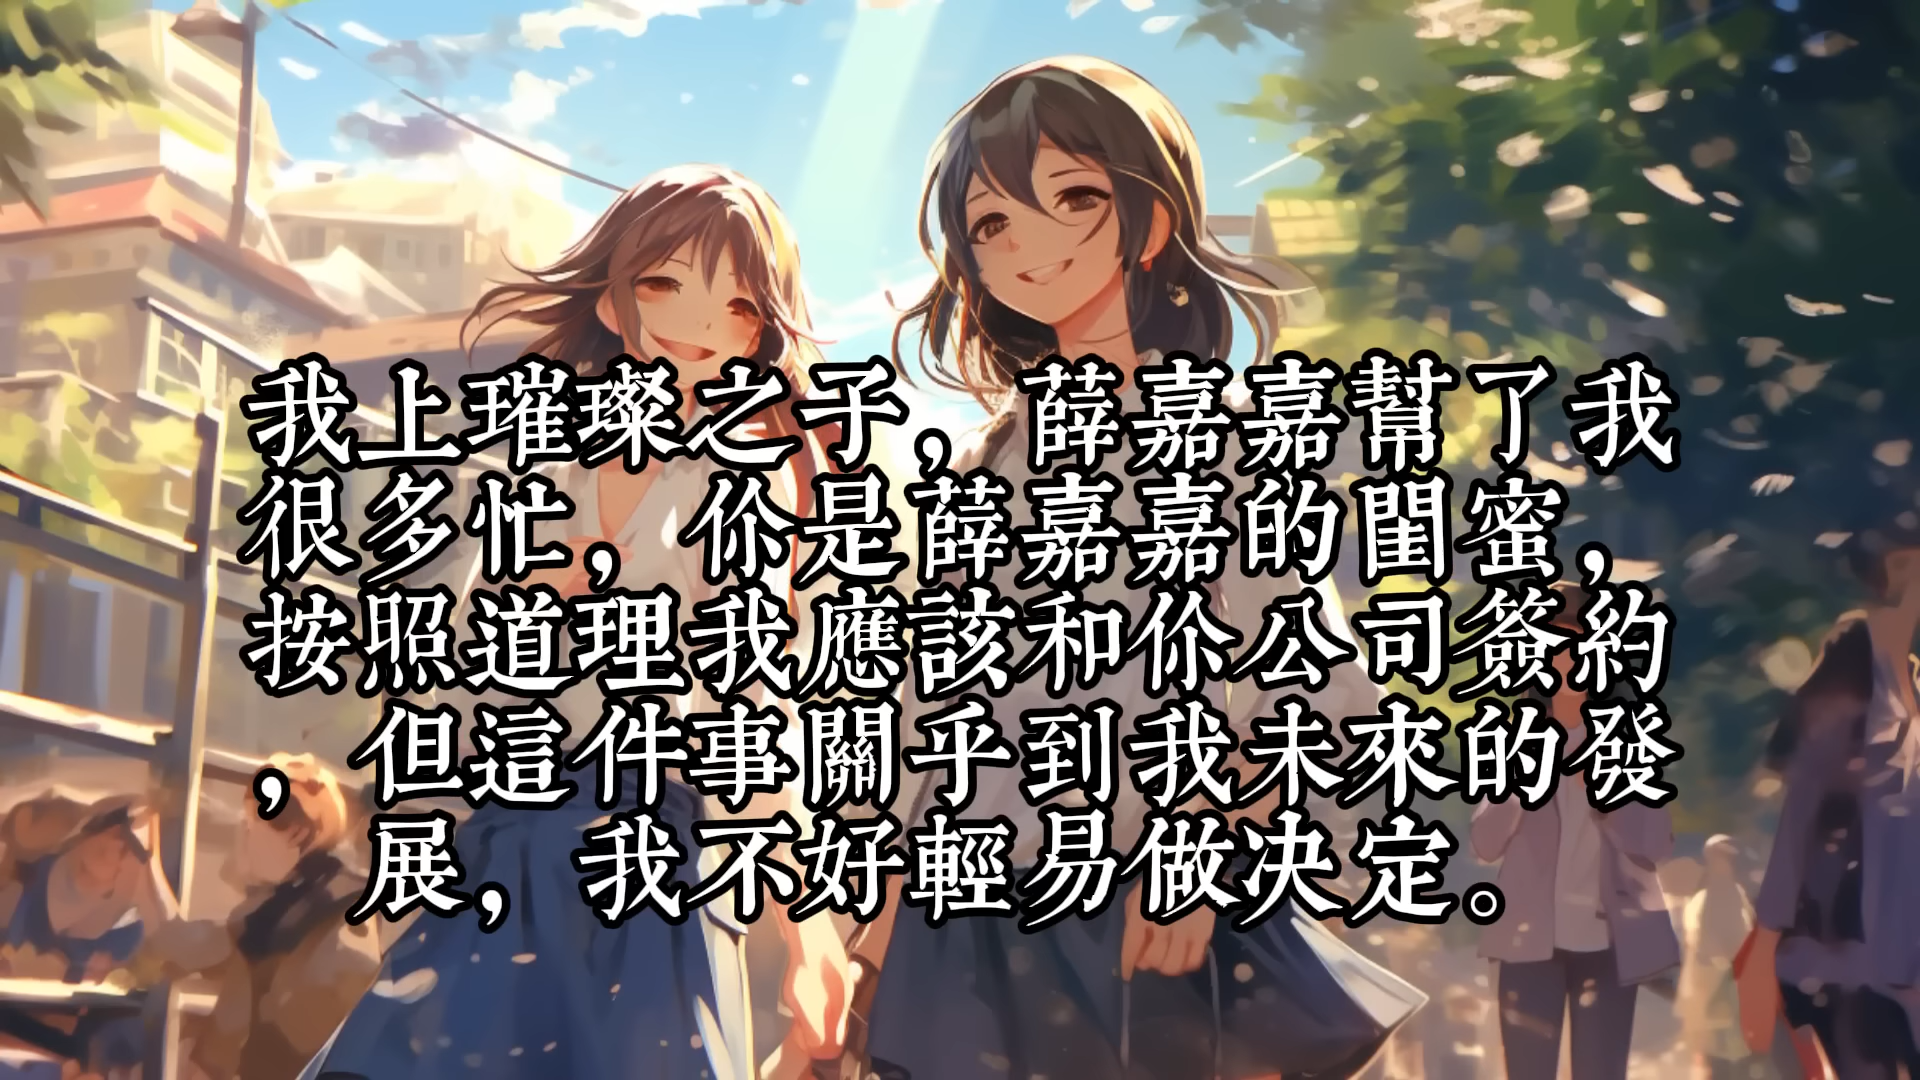 我上璀璨之子，薛嘉嘉幫了我
很多忙，你是薛嘉嘉的閨蜜，
按照道理我應該和你公司簽約
，但這件事關乎到我未來的發
展，我不好輕易做決定。